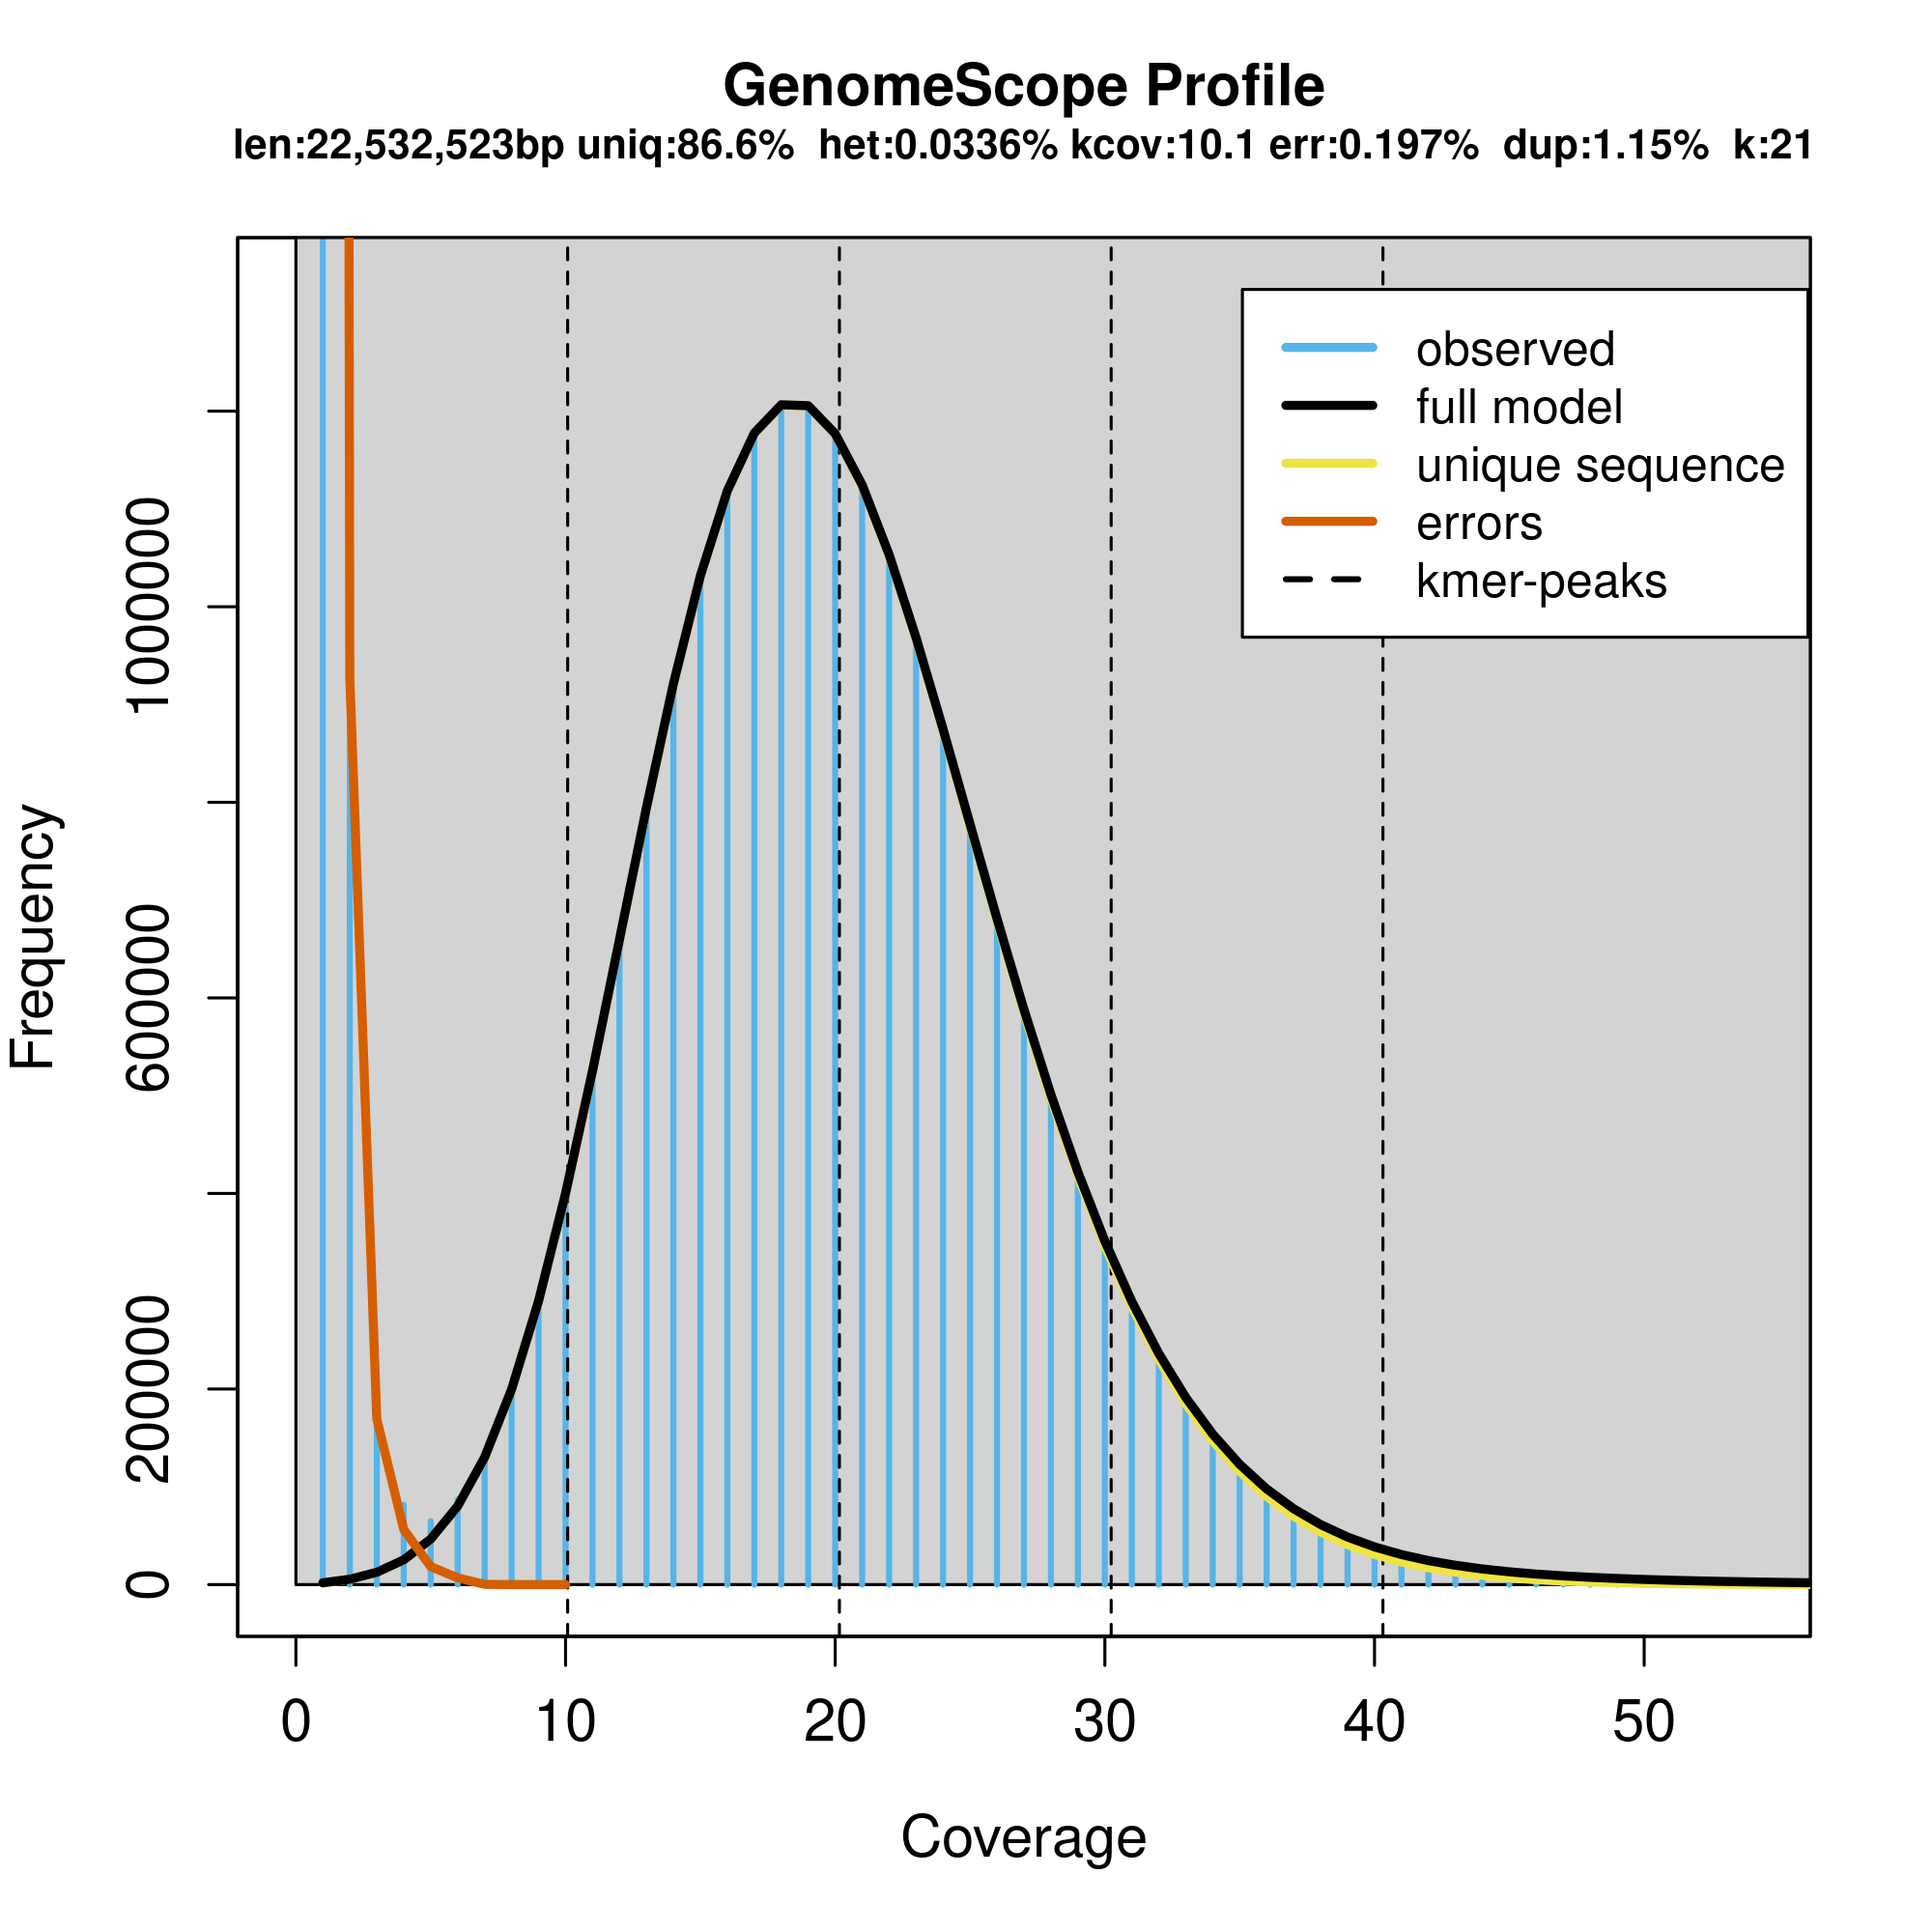 GenomeScope Profile
len:22,532,523bp uniq:86.6% het:0.0336% kcov:10.1 err:0.197% dup:1.15% k:21
observed
full model
unique sequence
errors
kmer-peaks
Frequency
1000000
600000
200000
0
0 10 20 30 40 50
Coverage